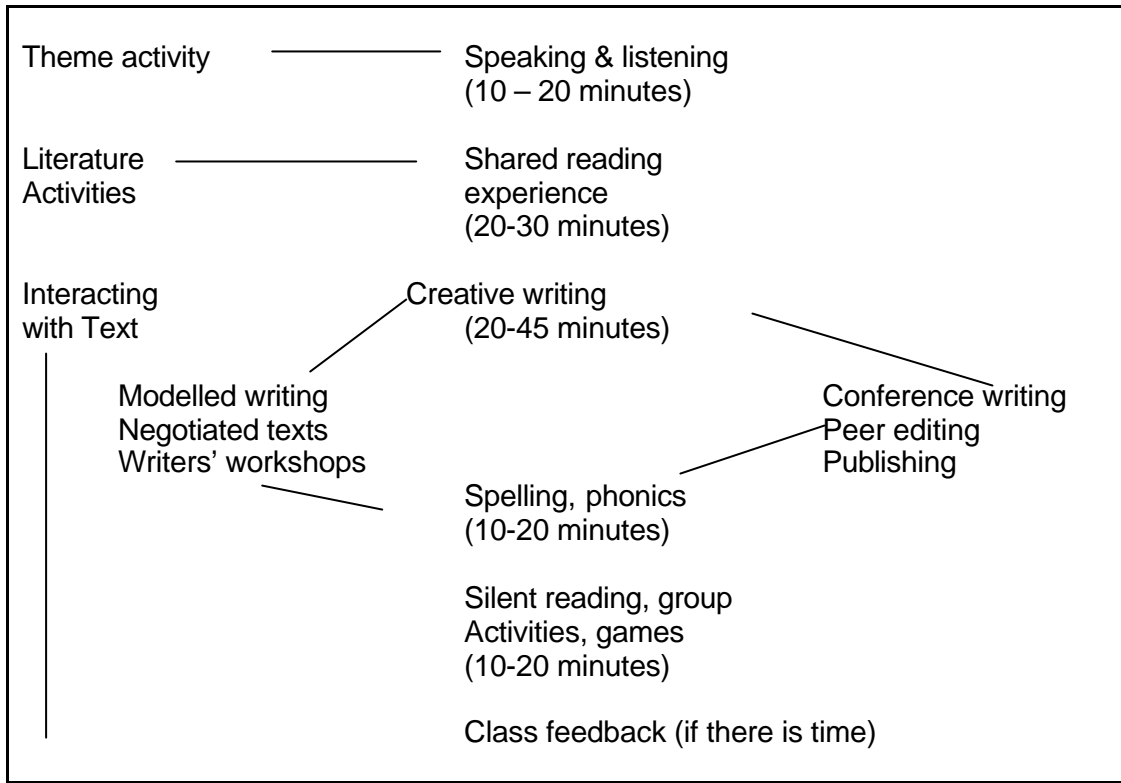 Theme activity
Speaking & listening
(10 – 20 minutes)
Literature
Activities
Shared reading
experience
(20-30 minutes)
Interacting
with Text
Creative writing
(20-45 minutes)
Modelled writing
Negotiated texts
Writers’ workshops
Conference writing
Peer editing
Publishing
Spelling, phonics
(10-20 minutes)
Silent reading, group
Activities, games
(10-20 minutes)
Class feedback (if there is time)